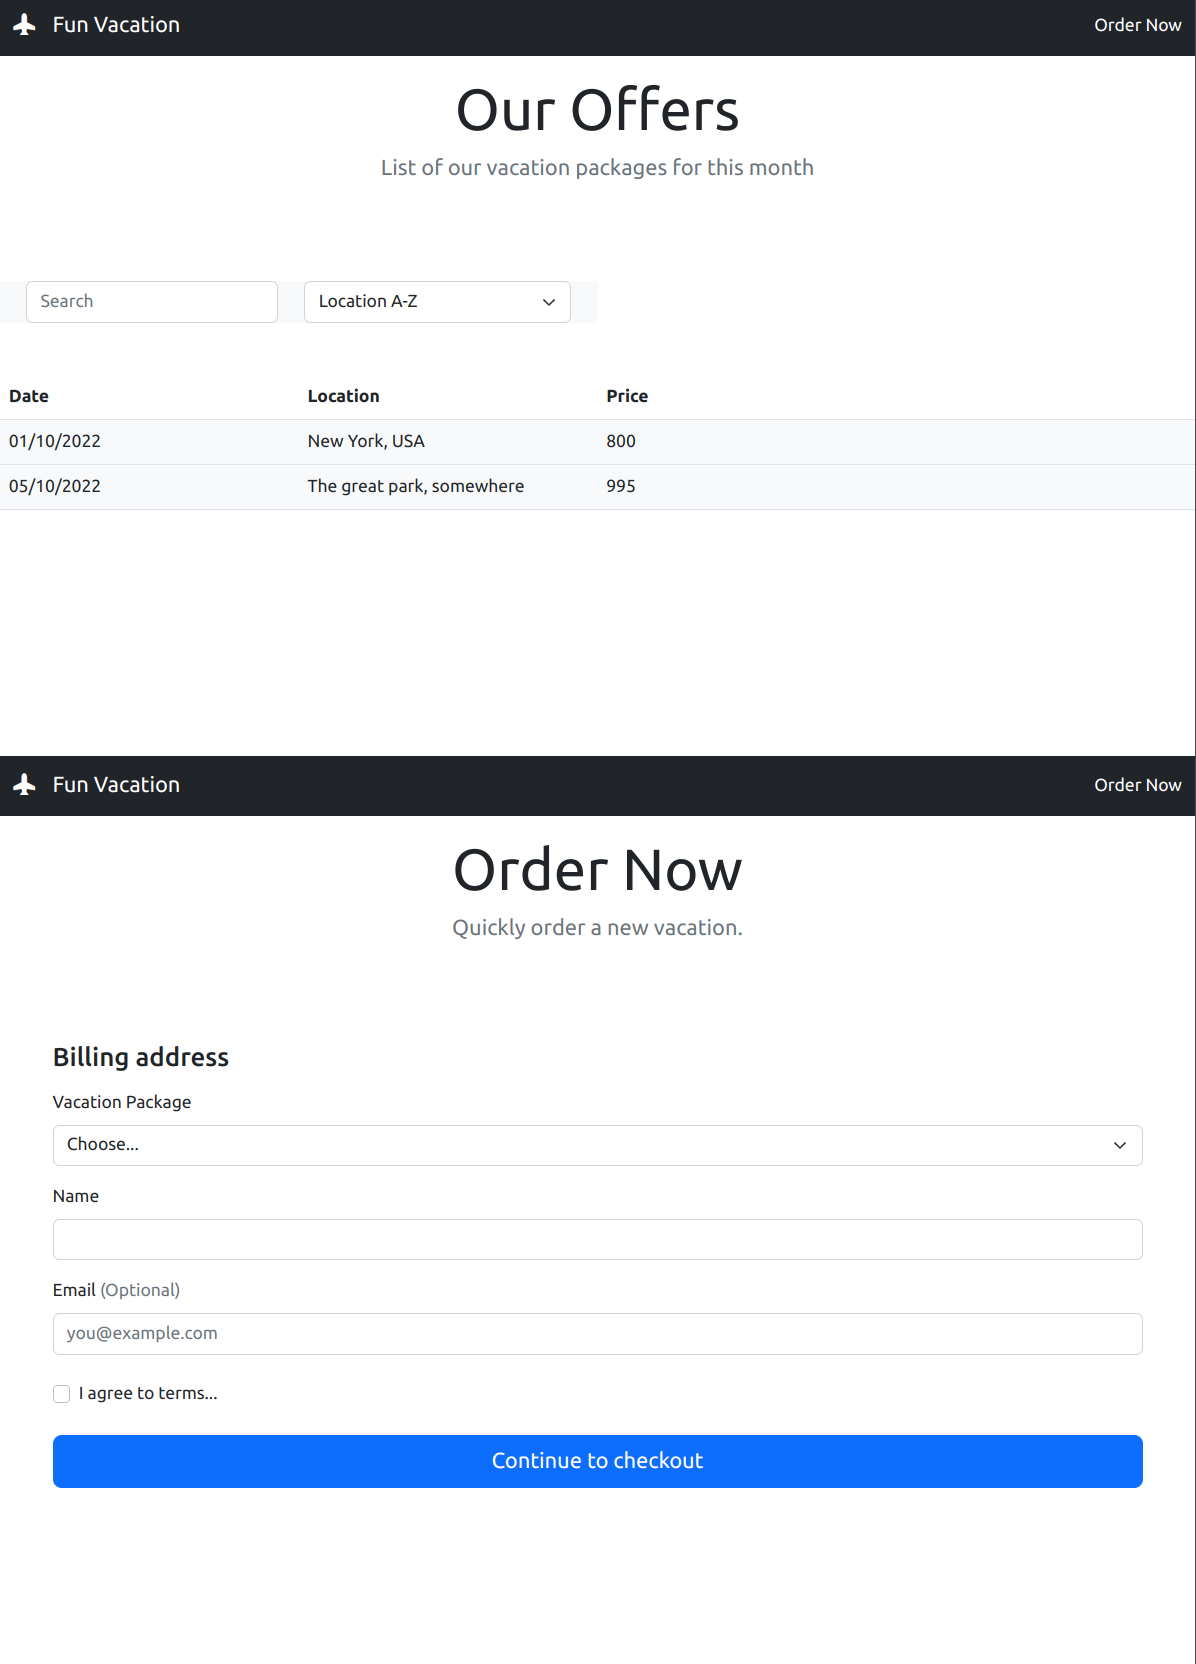 Fun Vacation Order Now
Our Offers
List of our vacation packages for this month
Search Location A-Z
Date Location Price
01/10/2022 New York, USA 800
05/10/2022 The great park, somewhere 995
Fun Vacation Order Now
Order Now
Quickly order a new vacation.
Billing address
Vacation Package
Choose...
Name
Email (Optional)
you@example.com
I agree to terms...
Continue to checkout